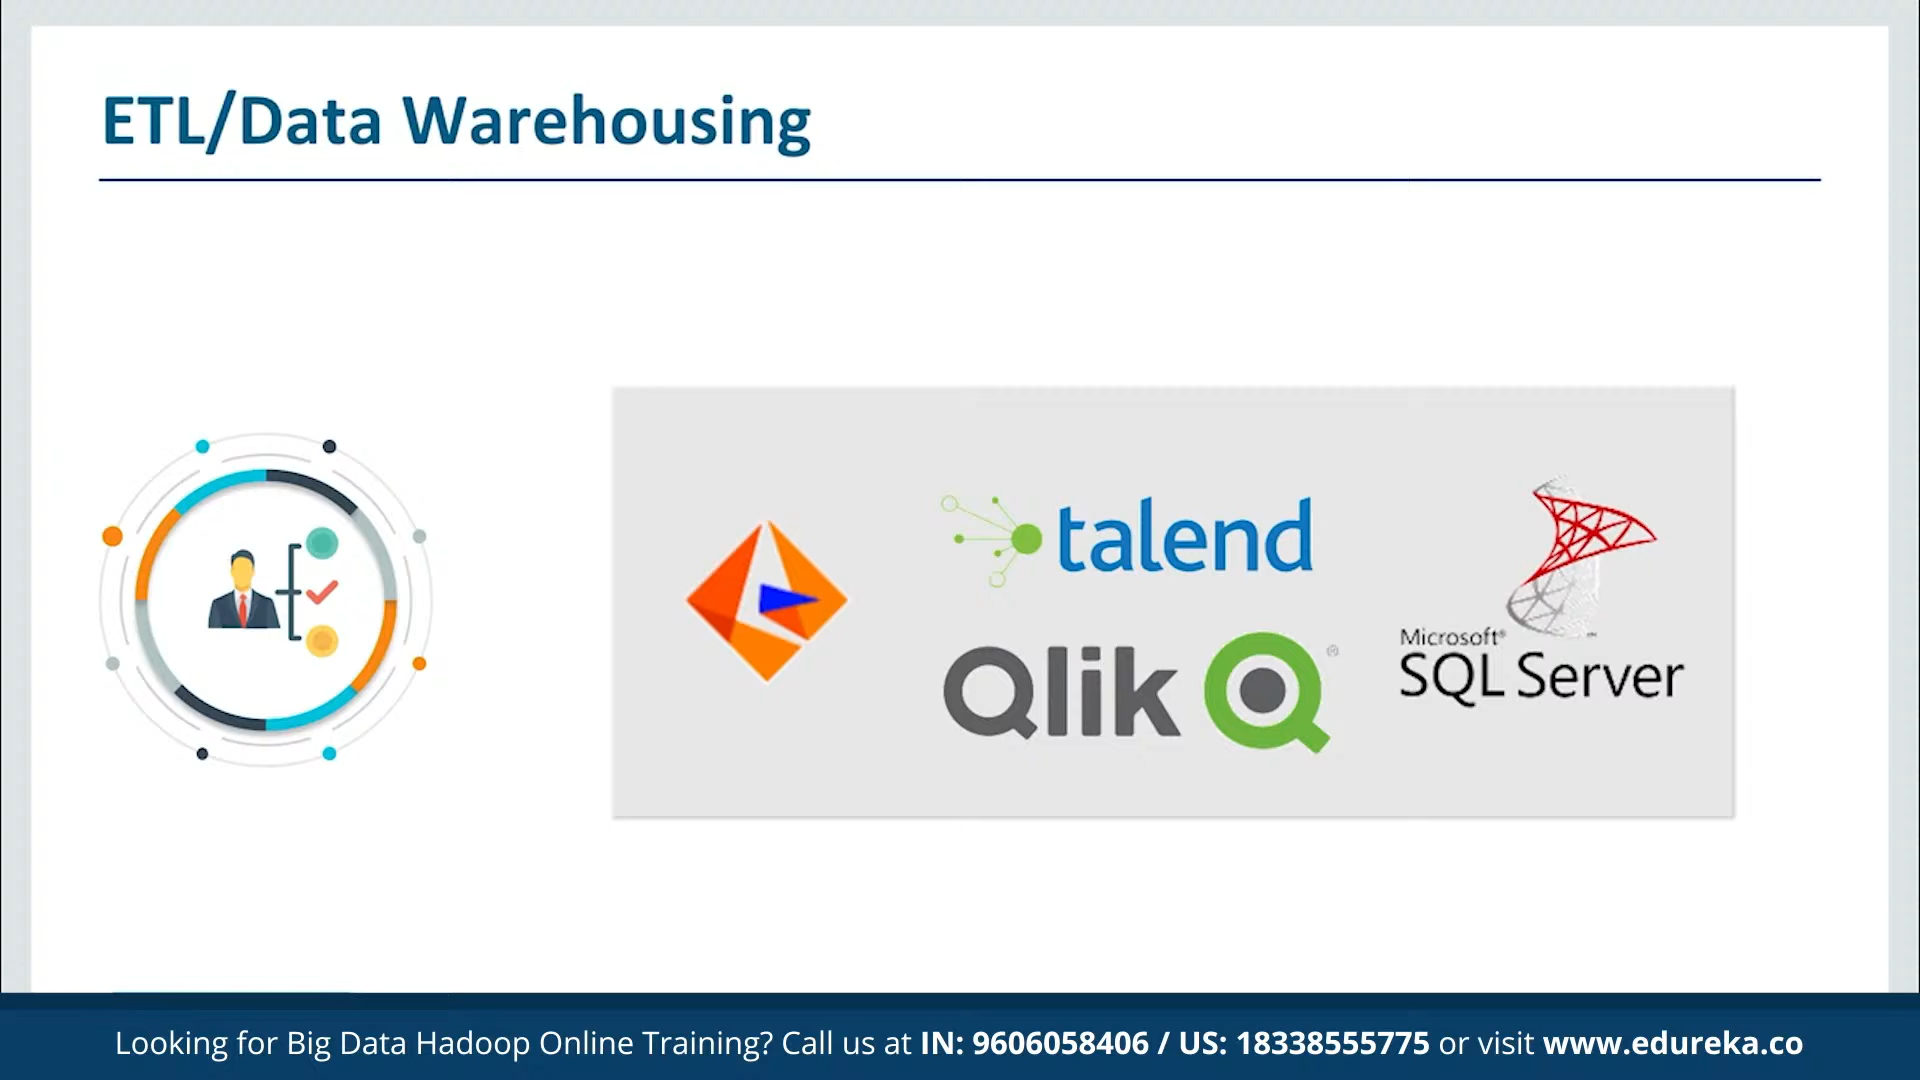 ETL/Data Warehousing
talend
Qlik Q®
Microsoft®
SQL Server
Looking for Big Data Hadoop Online Training? Call us at IN: 9606058406 / US: 18338555775 or visit www.edureka.co